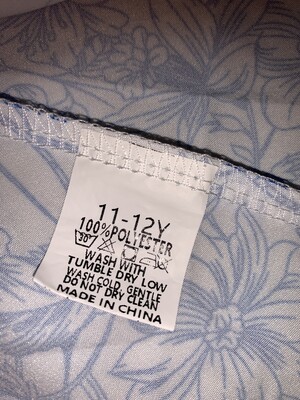 11-12Y
100%POLYESTER
30
WASH WITH
TUMBLE DRY LOW
WASH COLD GENTLE
DO NOT DRY CLEAN
MADE IN CHINA